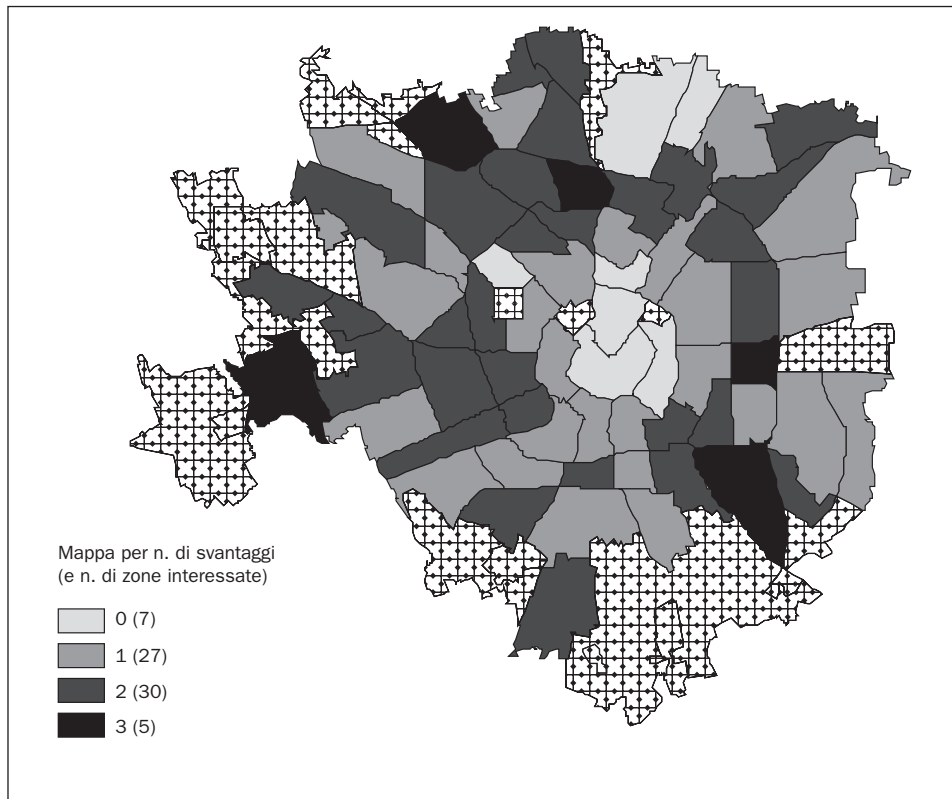 Mappa per n. di svantaggi
(e n. di zone interessate)
0 (7)
1 (27)
2 (30)
3 (5)